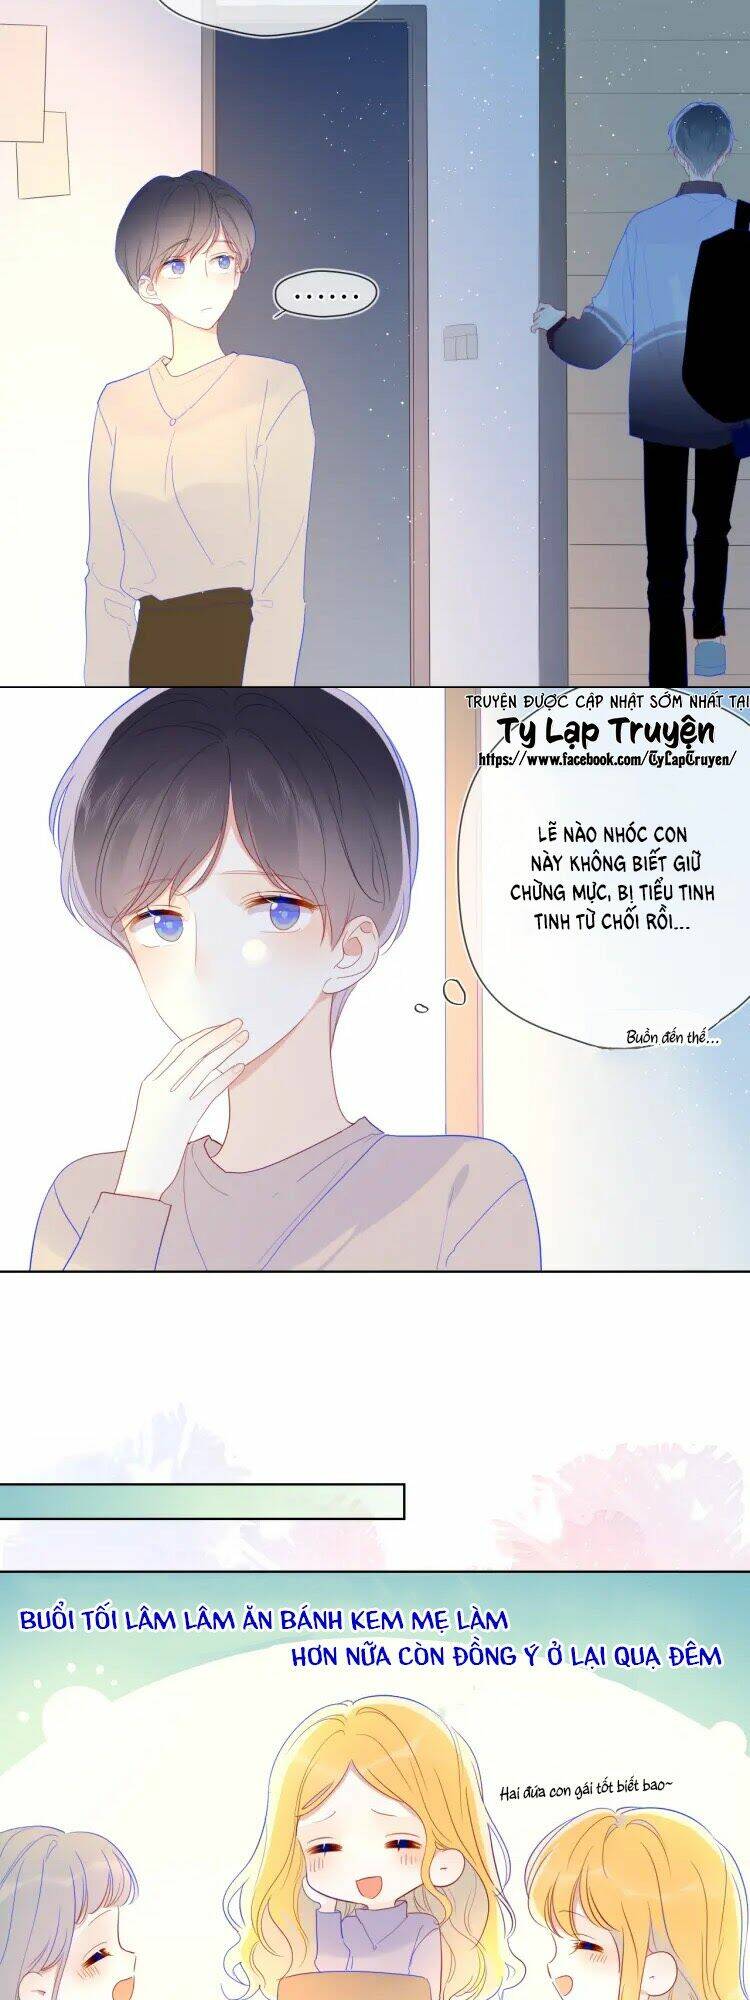 ......
TRUYỆN ĐƯỢC CẬP NHẬT SỚM NHẤT TẠI
Ty Lạp Truyện
https://www.facebook.com/TyLapTruyen/
LẼ NÀO NHÓC CON
NÀY KHÔNG BIẾT GIỮ
CHỪNG MỰC, BỊ TIỂU TINH
TINH TỪ CHỐI RỒI...
Buồn đến thế...
BUỔI TỐI LÂM LÂM ĂN BÁNH KEM MẸ LÀM
HƠN NỮA CÒN ĐỒNG Ý Ở LẠI QUA ĐÊM
Hai đứa con gái tốt biết bao~